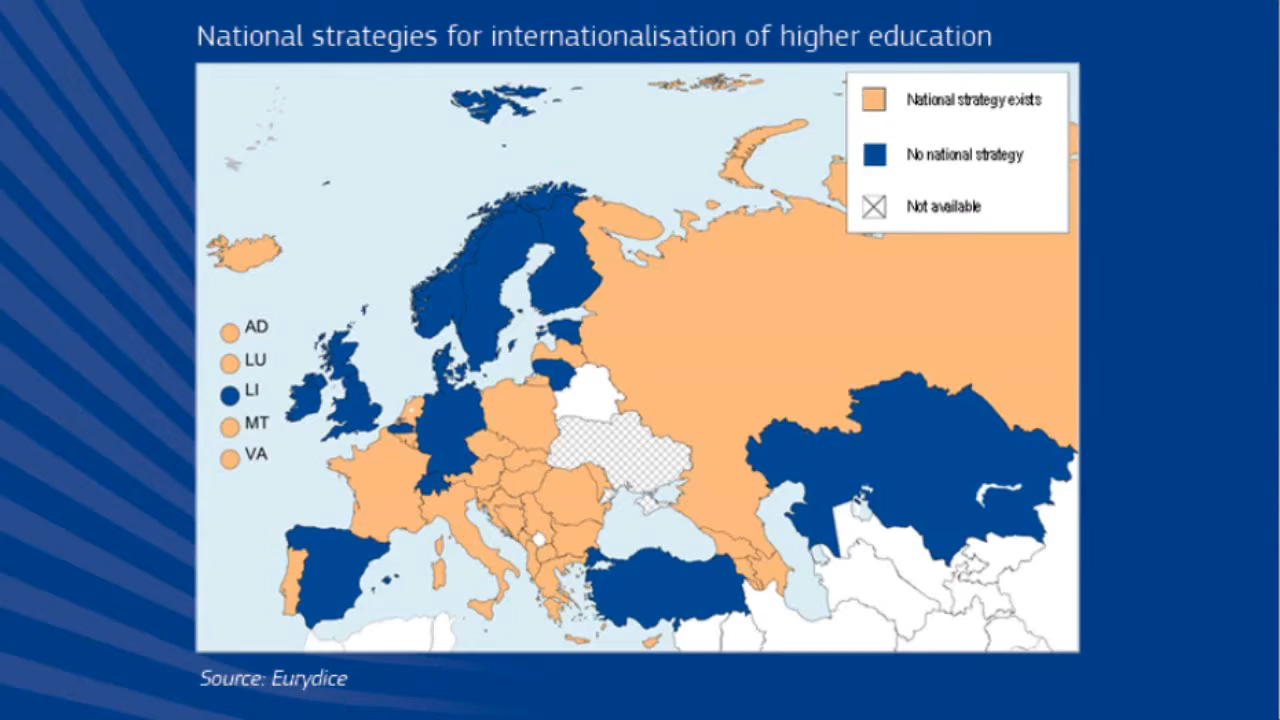 National strategies for internationalisation of higher education
National strategy exists
No national strategy
Not available
AD
LU
LI
MT
VA
Source: Eurydice